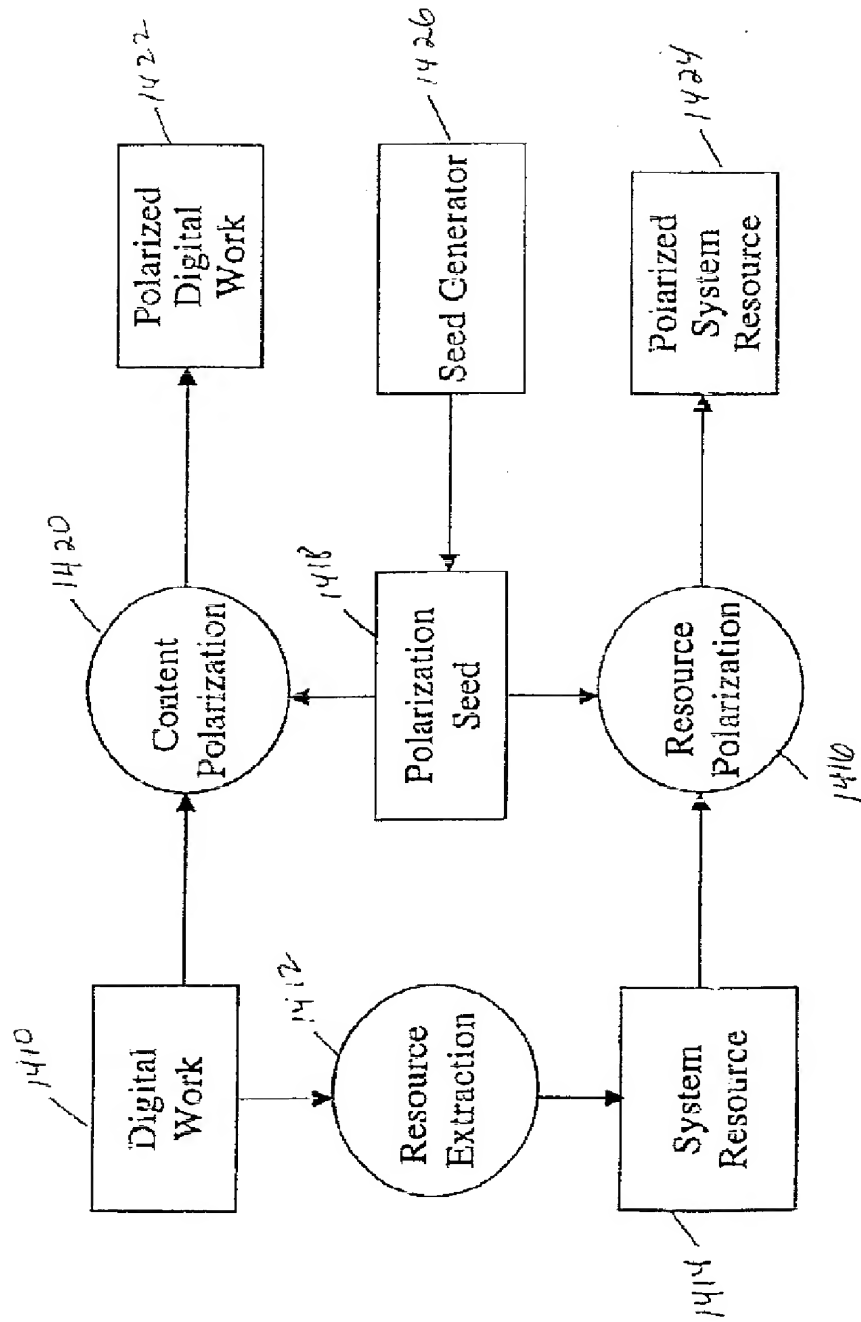 1410
Digital
Work
1420
Content
Polarization
1422
Polarized
Digital
Work
1412
Resource
Extraction
1418
Polarization
Seed
1426
Seed Generator
1414
System
Resource
1416
Resource
Polarization
1424
Polarized
System
Resource